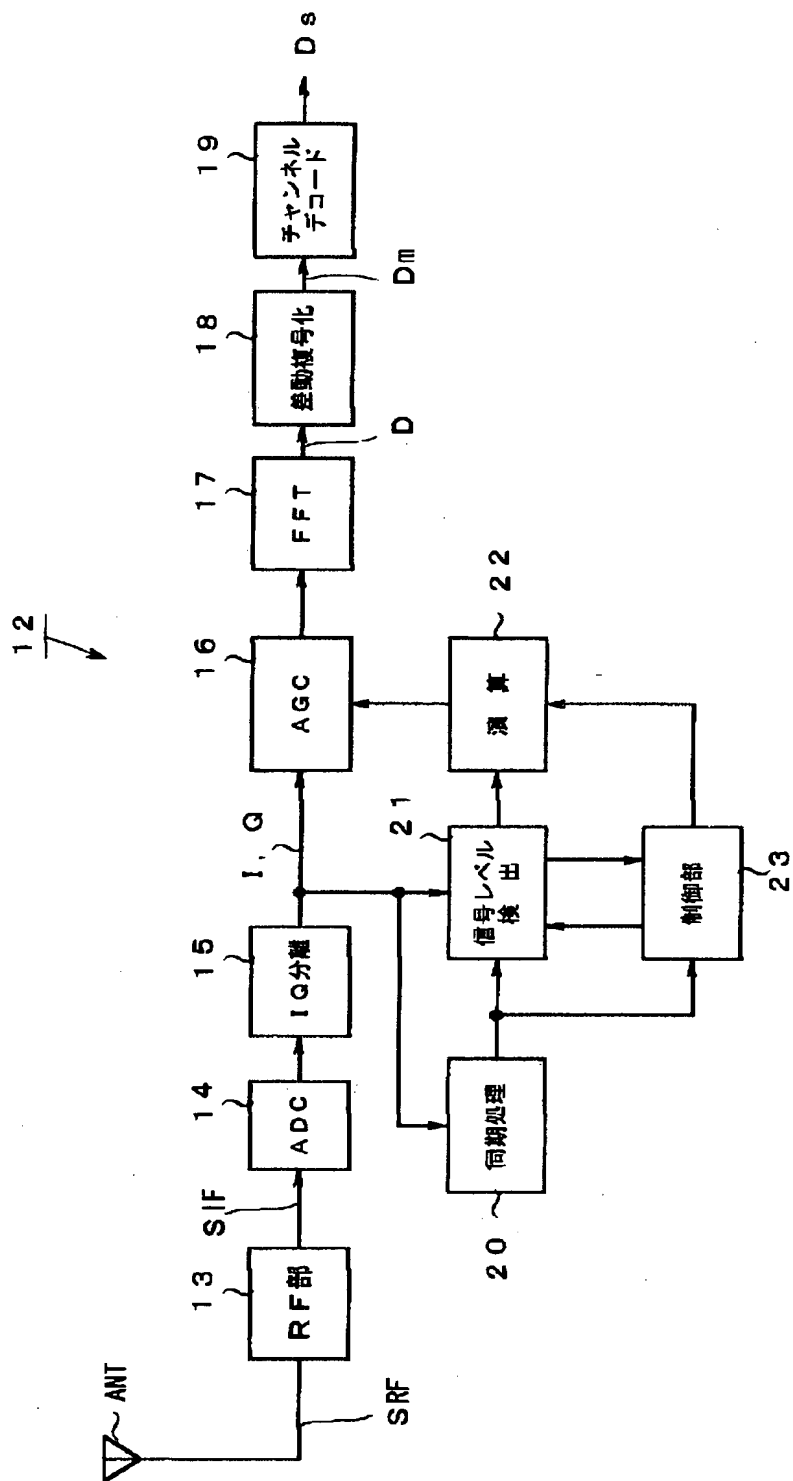 12
ANT
SRF
13
RF部
SIF
14
ADC
15
IQ分離
I, Q
16
AGC
17
FFT
D
18
差動複号化
Dm
19
チャンネル
デコード
Ds
20
同期処理
21
信号レベル
検出
22
演算
23
制御部